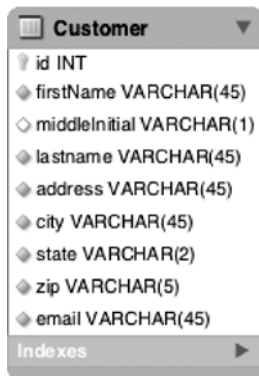 Customer
id INT
firstName VARCHAR(45)
middleInitial VARCHAR(1)
lastname VARCHAR(45)
address VARCHAR(45)
city VARCHAR(45)
state VARCHAR(2)
zip VARCHAR(5)
email VARCHAR(45)
Indexes